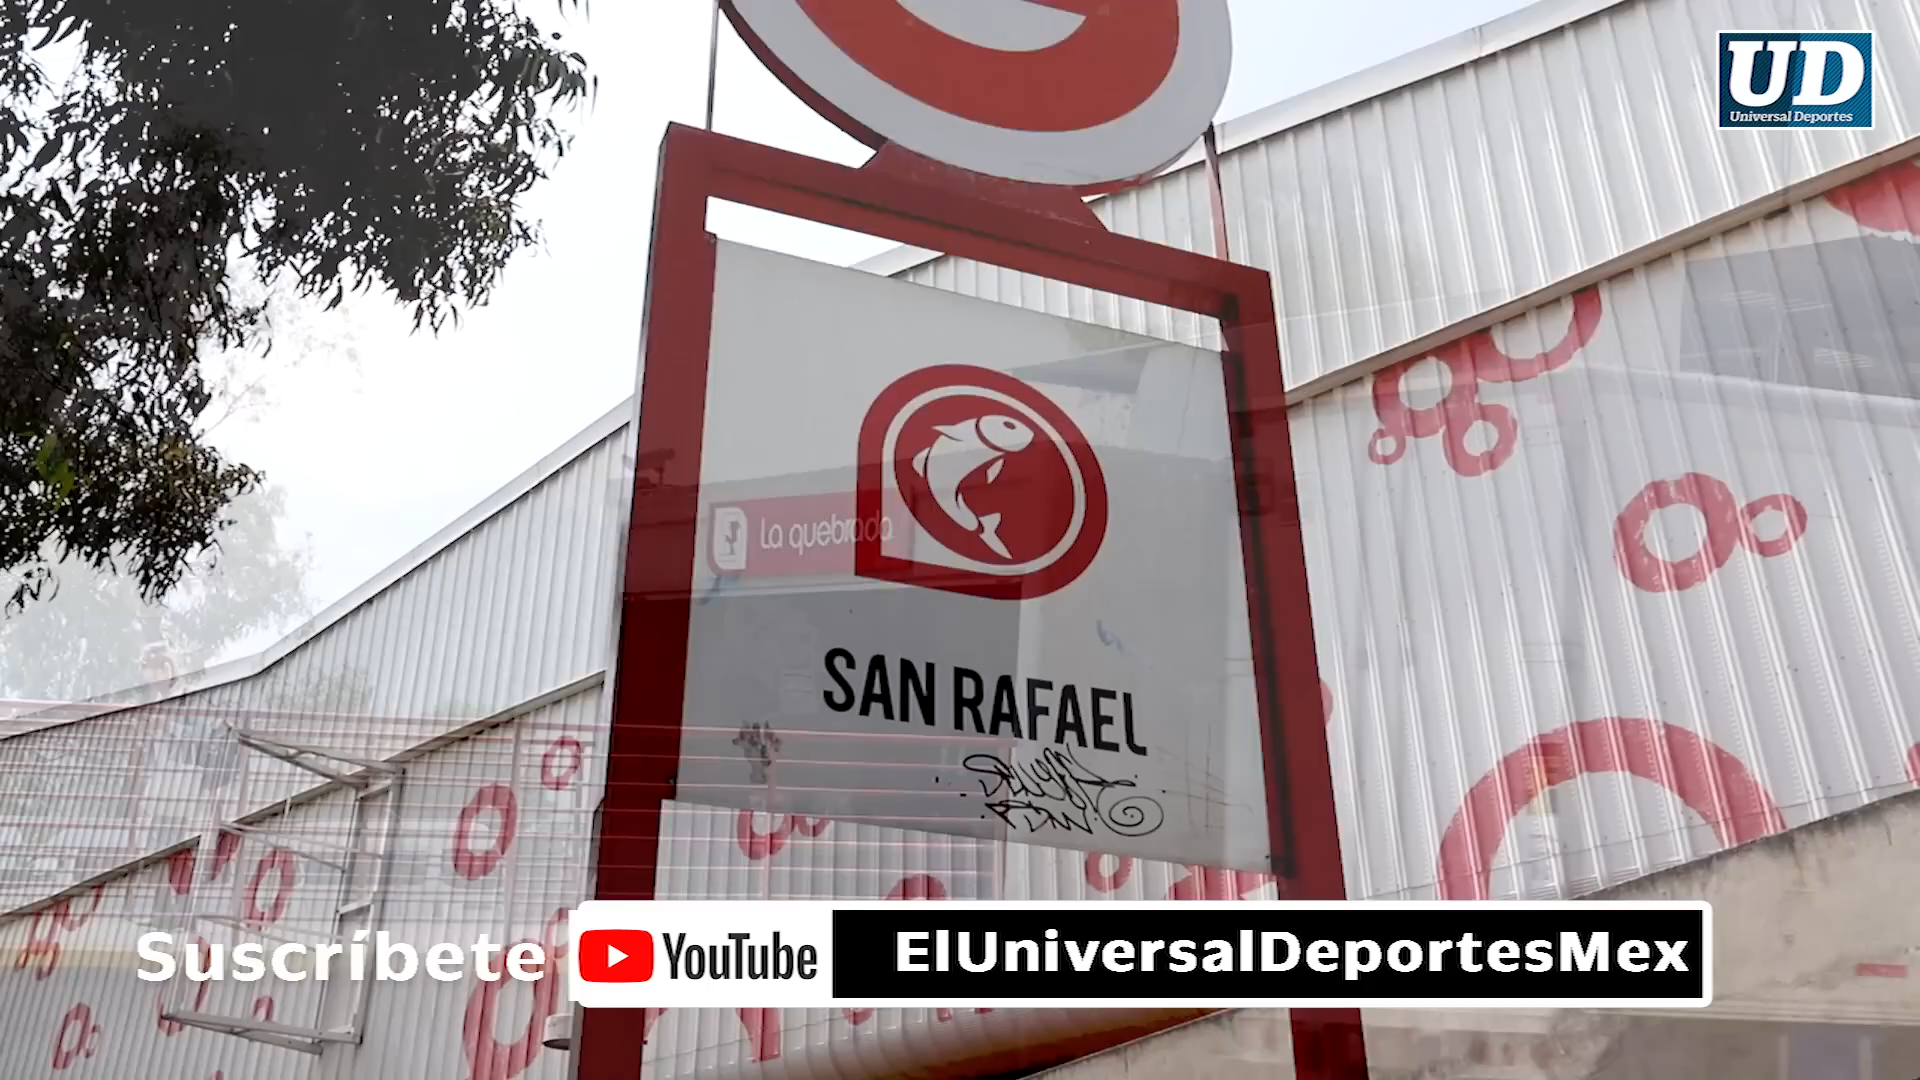 UD
Universal Deportes
La quebrada
SAN RAFAEL
Suscríbete
YouTube
ElUniversalDeportesMex